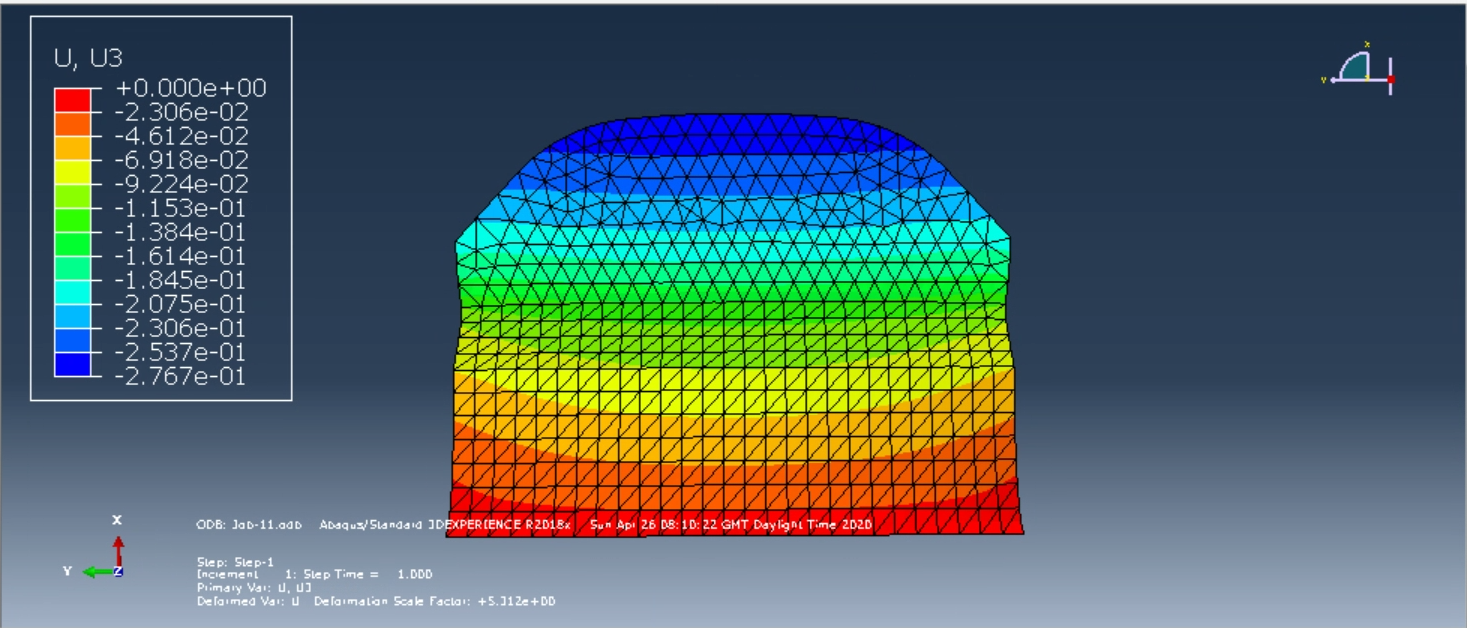 U, U3
+0.000e+00
-2.306e-02
-4.612e-02
-6.918e-02
-9.224e-02
-1.153e-01
-1.384e-01
-1.614e-01
-1.845e-01
-2.075e-01
-2.306e-01
-2.537e-01
-2.767e-01
X
Y
X
Y
Z
ODB: Job-11.odb Abaqus/Standard 3DEXPERIENCE R2018x Sun Apr 26 08:10:22 GMT Daylight Time 2020
Step: Step-1
Increment 1: Step Time = 1.000
Primary Var: U, U3
Deformed Var: U Deformation Scale Factor: +5.312e+00